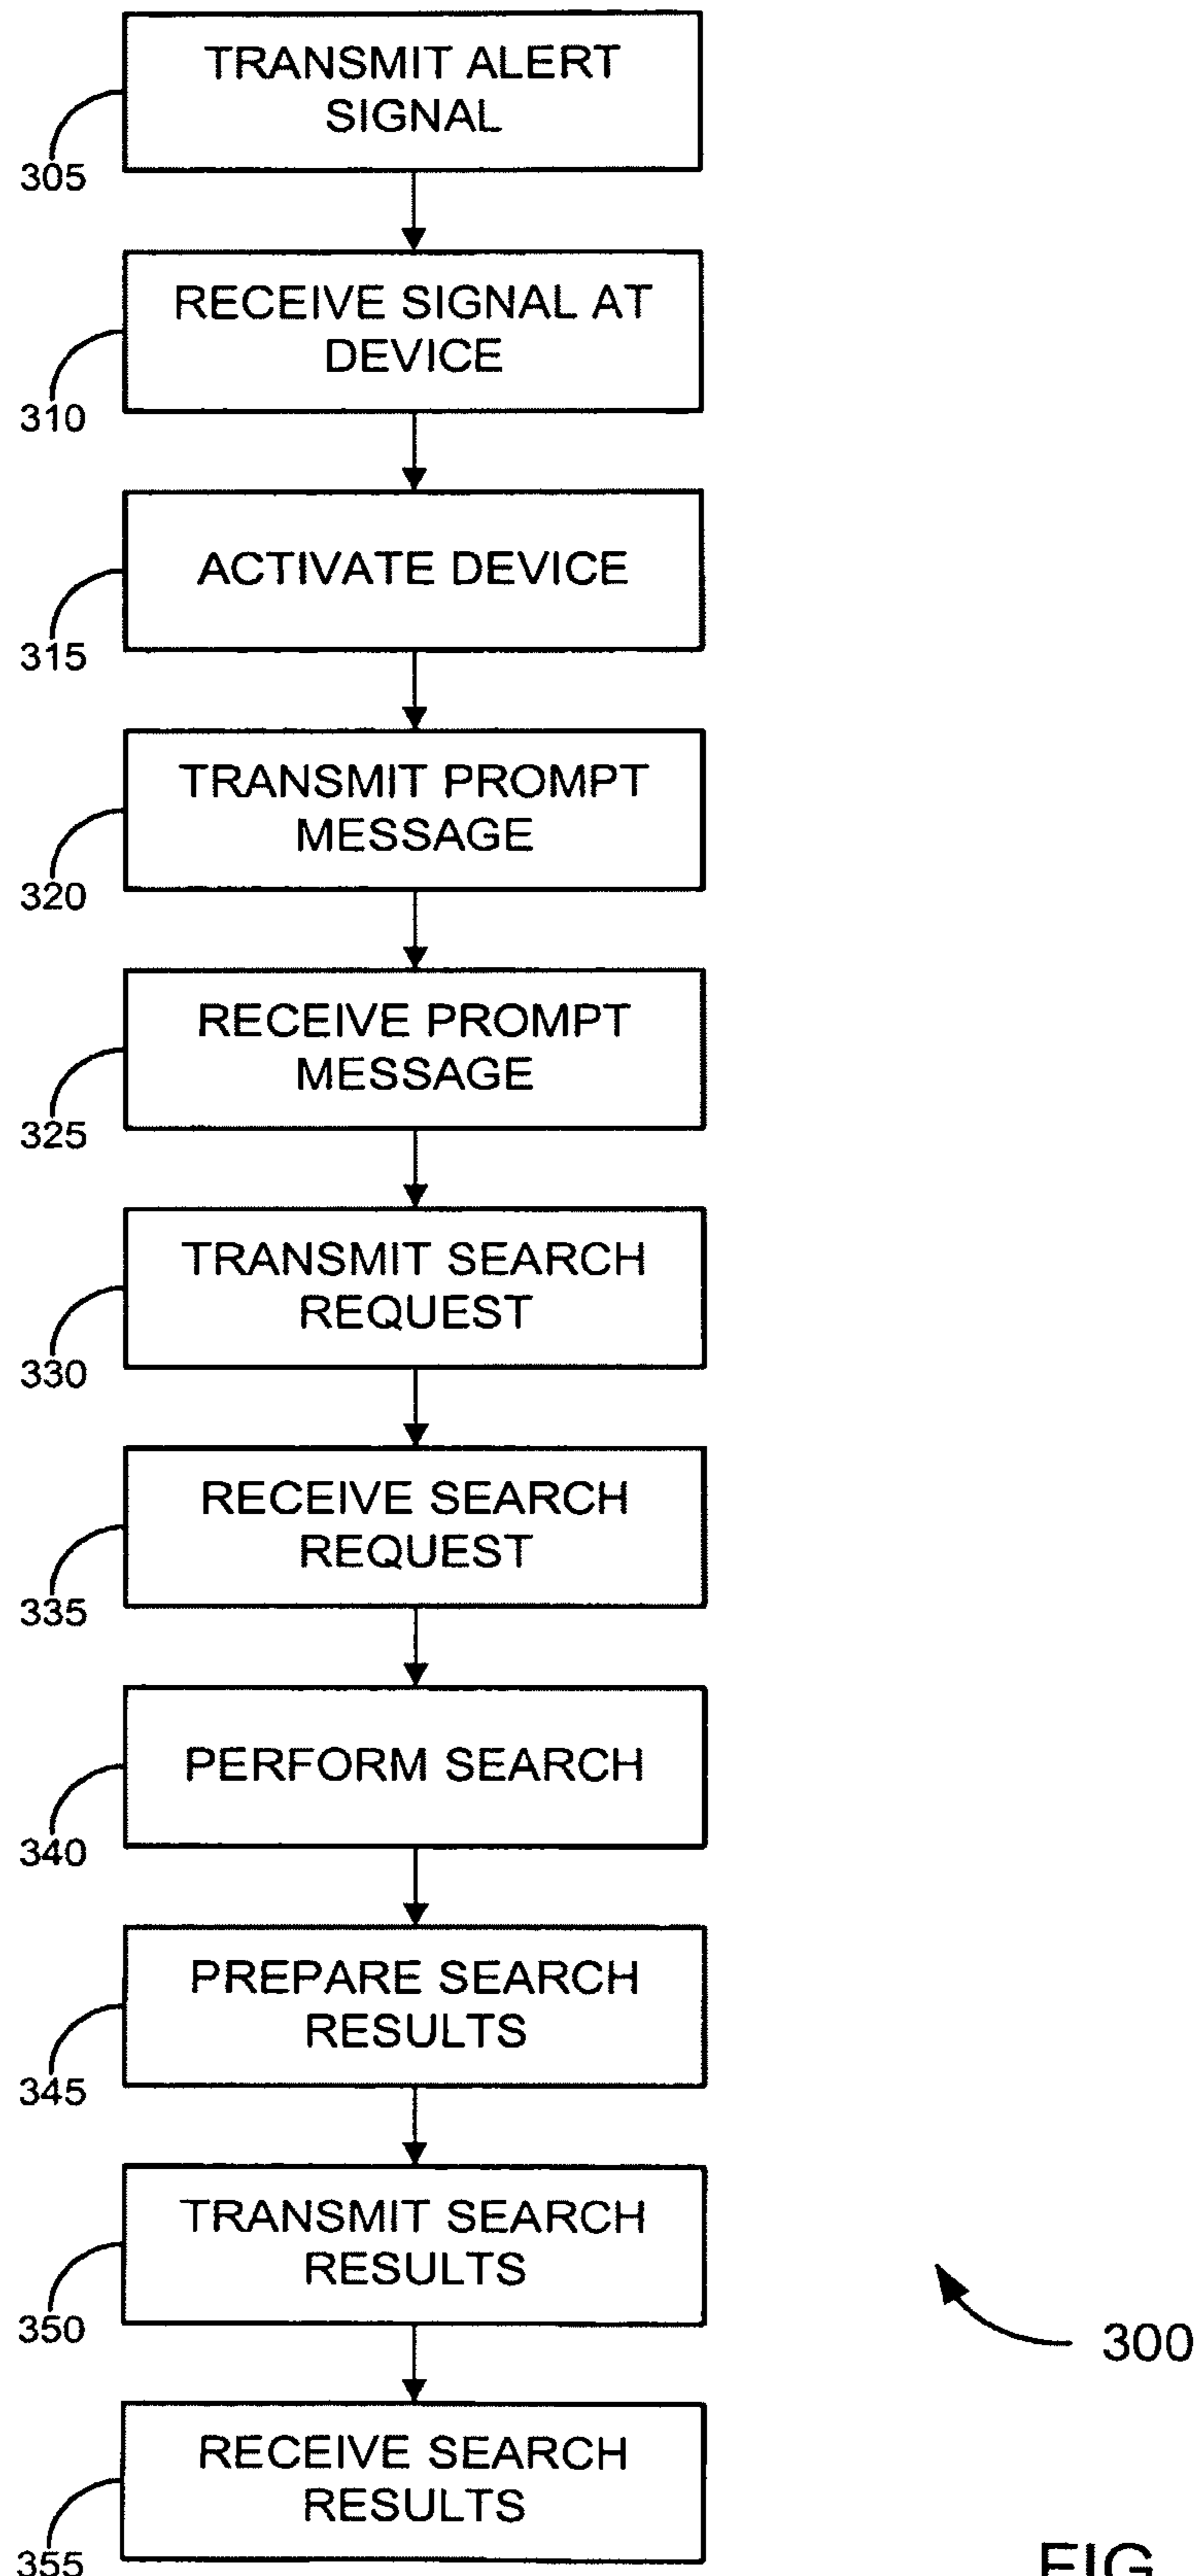 TRANSMIT ALERT
SIGNAL
305
RECEIVE SIGNAL AT
DEVICE
310
ACTIVATE DEVICE
315
TRANSMIT PROMPT
MESSAGE
320
RECEIVE PROMPT
MESSAGE
325
TRANSMIT SEARCH
REQUEST
330
RECEIVE SEARCH
REQUEST
335
PERFORM SEARCH
340
PREPARE SEARCH
RESULTS
345
TRANSMIT SEARCH
RESULTS
350
300
RECEIVE SEARCH
RESULTS
355
FIG